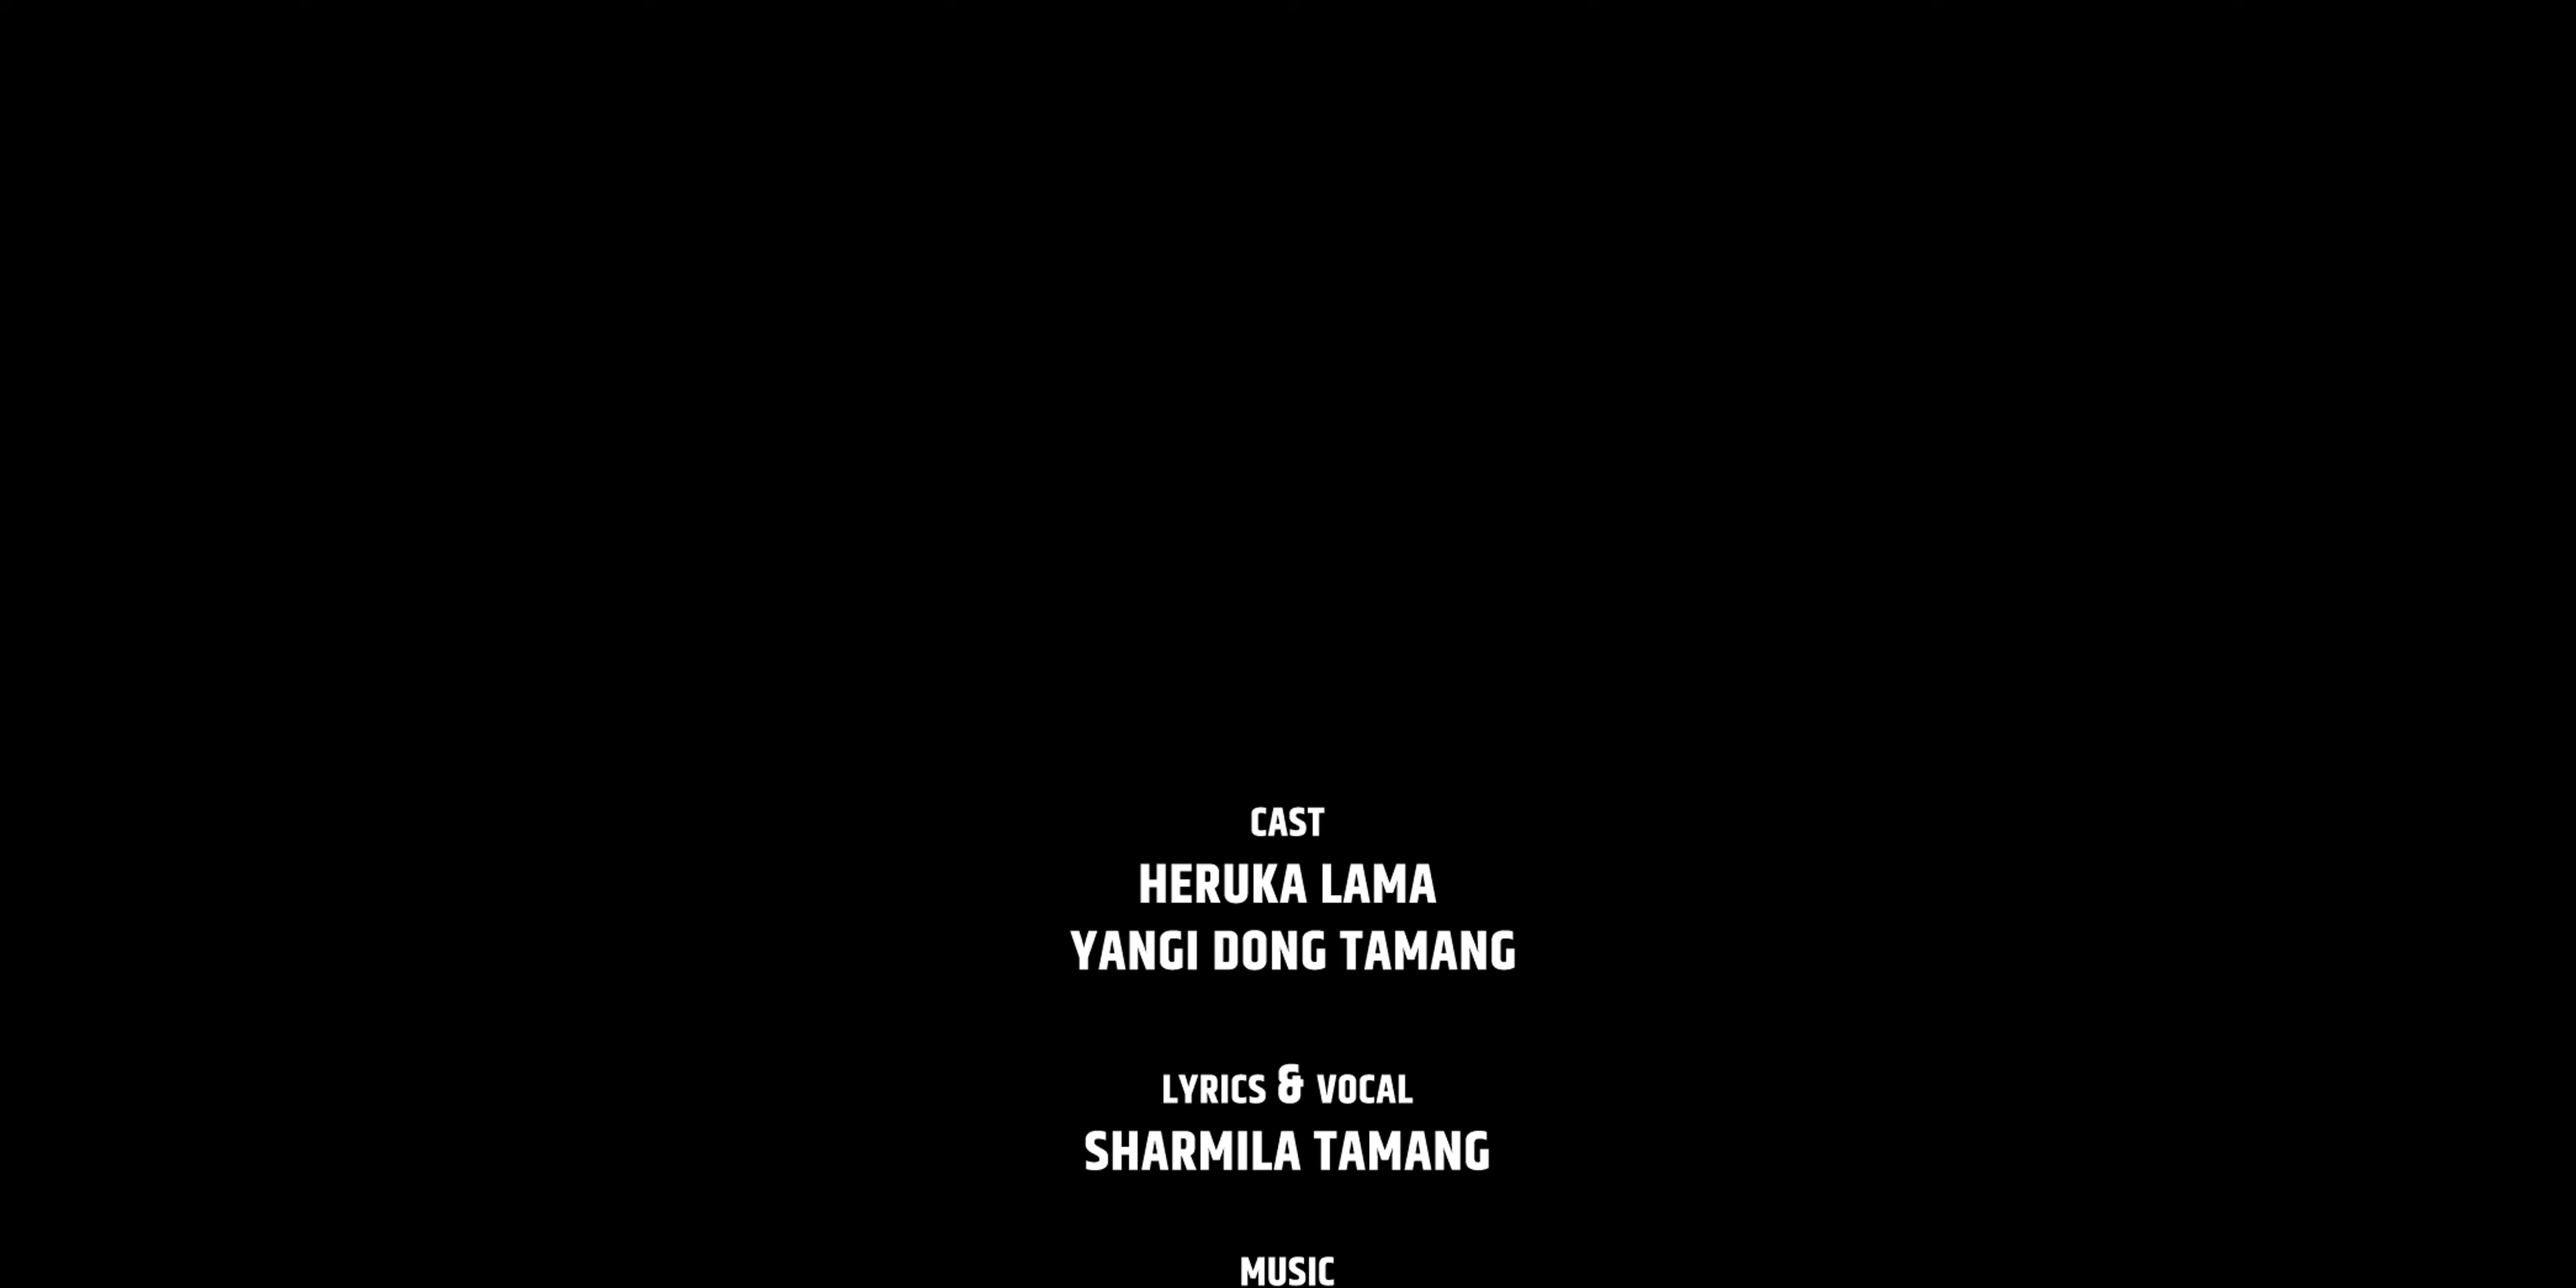 CAST
HERUKA LAMA
YANGI DONG TAMANG
LYRICS & VOCAL
SHARMILA TAMANG
MUSIC